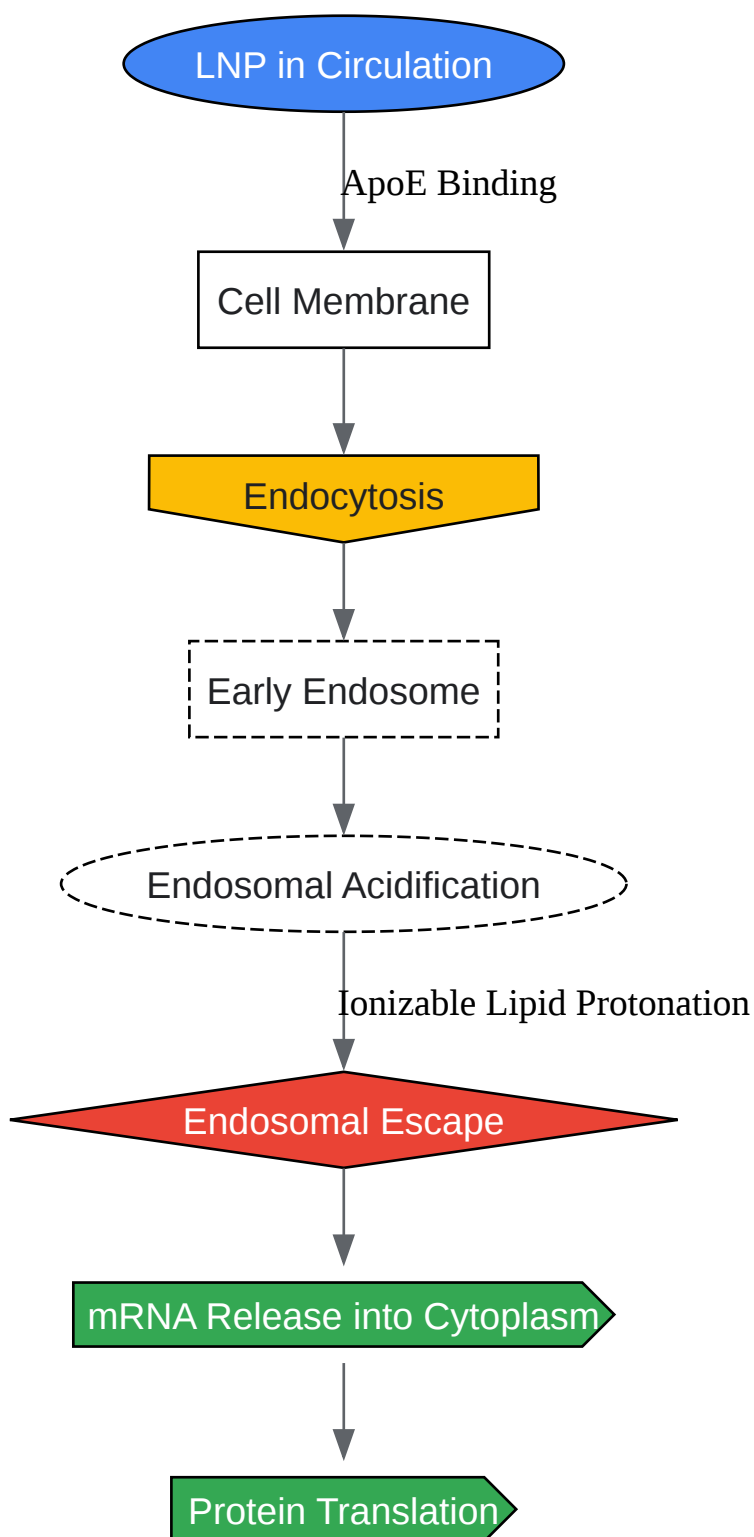 LNP in Circulation
ApoE Binding
Cell Membrane
Endocytosis
Early Endosome
Endosomal Acidification
Ionizable Lipid Protonation
Endosomal Escape
mRNA Release into Cytoplasm
Protein Translation